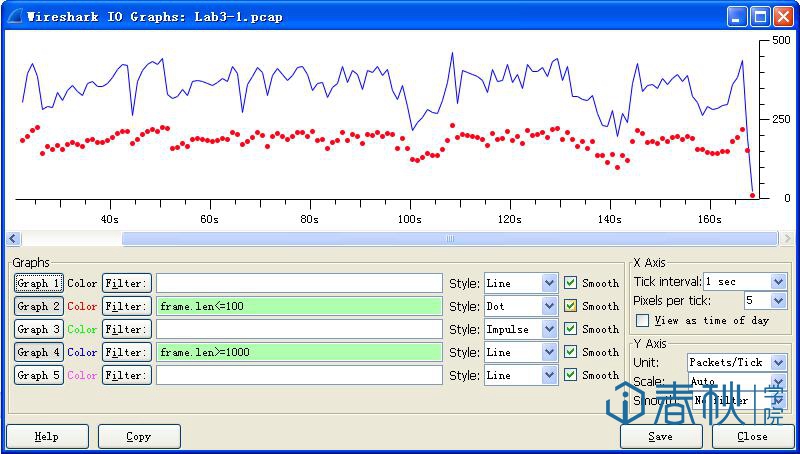 Wireshark IO Graphs: Lab3-1.pcap
500
250
0
40s 60s 80s 100s 120s 140s 160s
Graphs
Graph 1 Color Filter: Style: Line Smooth
Graph 2 Color Filter: frame.len<=100 Style: Dot Smooth
Graph 3 Color Filter: Style: Impulse Smooth
Graph 4 Color Filter: frame.len>=1000 Style: Line Smooth
Graph 5 Color Filter: Style: Line Smooth
X Axis
Tick interval: 1 sec
Pixels per tick: 5
View as time of day
Y Axis
Unit: Packets/Tick
Scale: Auto
Smooth: No filter
春秋学院
Help Copy Save Close